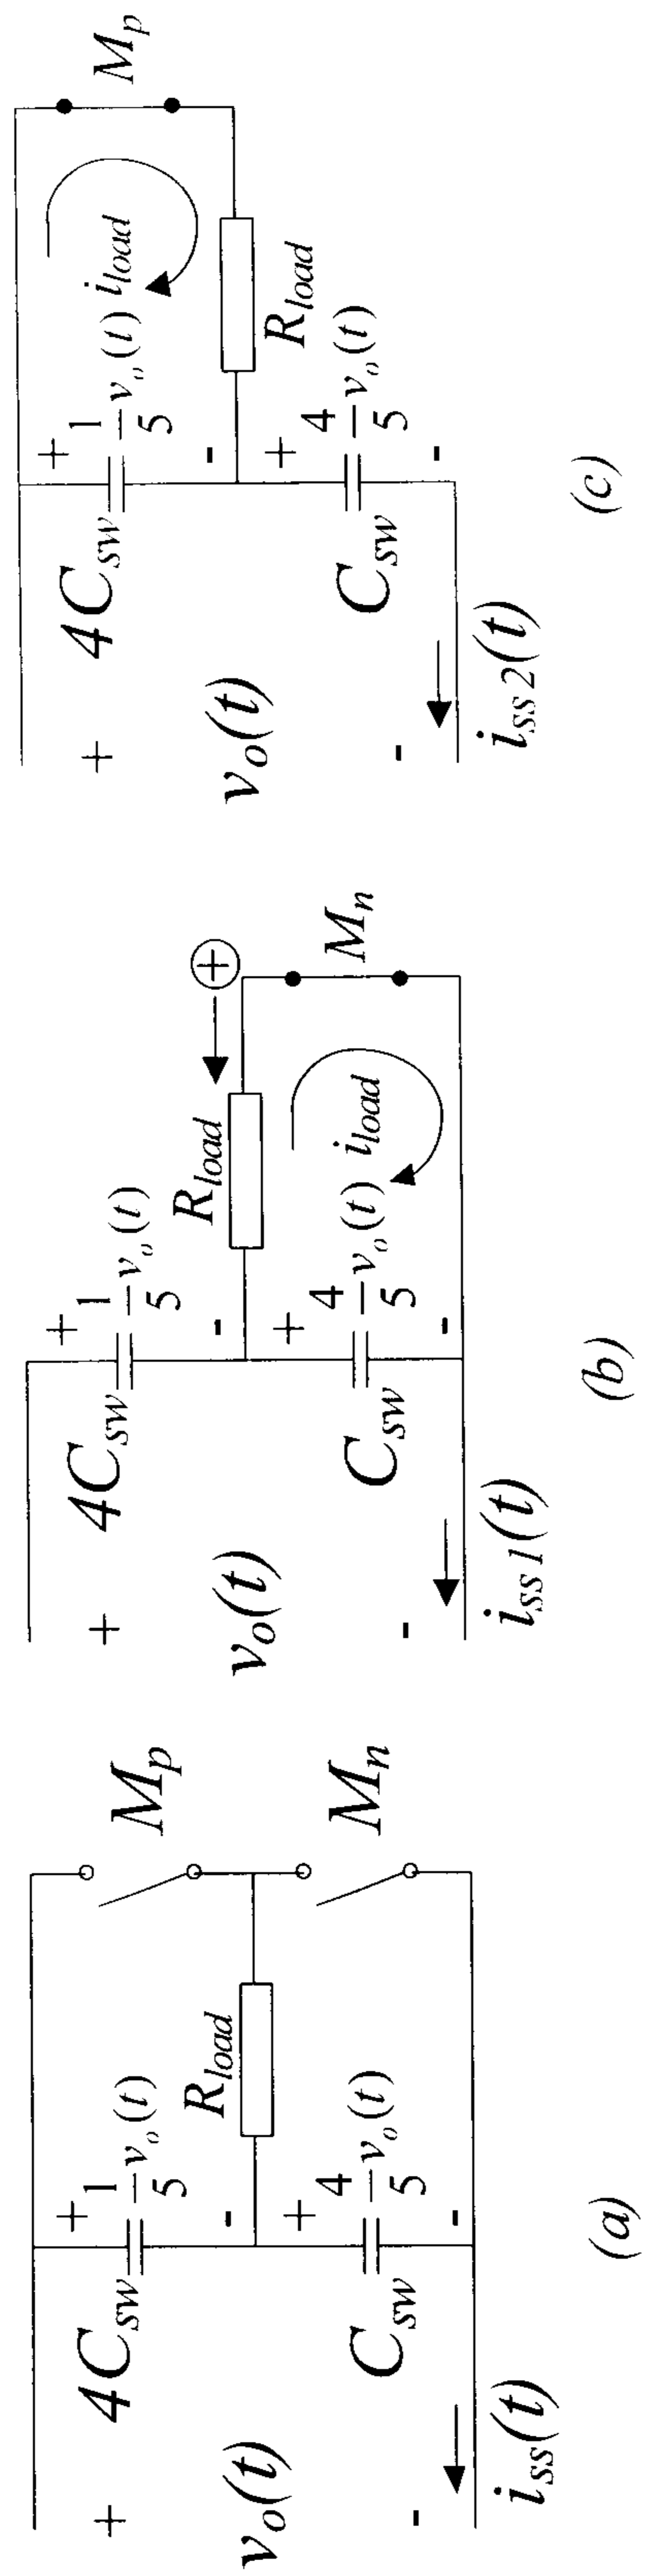 4C_sw
+
1/5 v_o(t)
-
R_load
M_p
+
v_o(t)
-
C_sw
+
4/5 v_o(t)
-
M_n
i_ss(t)
(a)
4C_sw
+
1/5 v_o(t)
-
R_load
+
+
v_o(t)
-
C_sw
+
4/5 v_o(t)
-
i_load
M_n
i_ss1(t)
(b)
4C_sw
+
1/5 v_o(t)
-
i_load
M_p
+
v_o(t)
-
R_load
C_sw
+
4/5 v_o(t)
-
i_ss2(t)
(c)